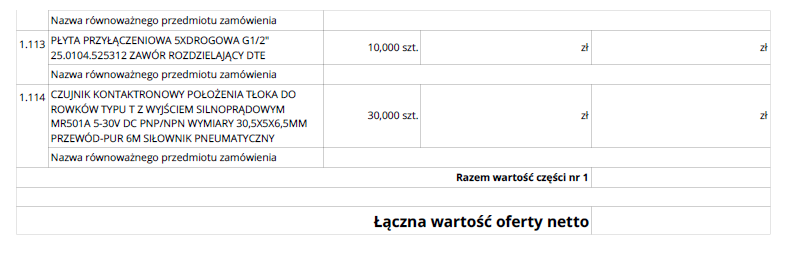 Nazwa równoważnego przedmiotu zamówienia
1.113 PŁYTA PRZYŁĄCZENIOWA 5XDROGOWA G1/2"
25.0104.525312 ZAWÓR ROZDZIELAJĄCY DTE 10,000 szt. zł zł
Nazwa równoważnego przedmiotu zamówienia
1.114 CZUJNIK KONTAKTRONOWY POŁOŻENIA TŁOKA DO
ROWKÓW TYPU T Z WYJŚCIEM SILNOPRĄDOWYM
MR501A 5-30V DC PNP/NPN WYMIARY 30,5X5X6,5MM
PRZEWÓD-PUR 6M SIŁOWNIK PNEUMATYCZNY 30,000 szt. zł zł
Nazwa równoważnego przedmiotu zamówienia
Razem wartość części nr 1
Łączna wartość oferty netto